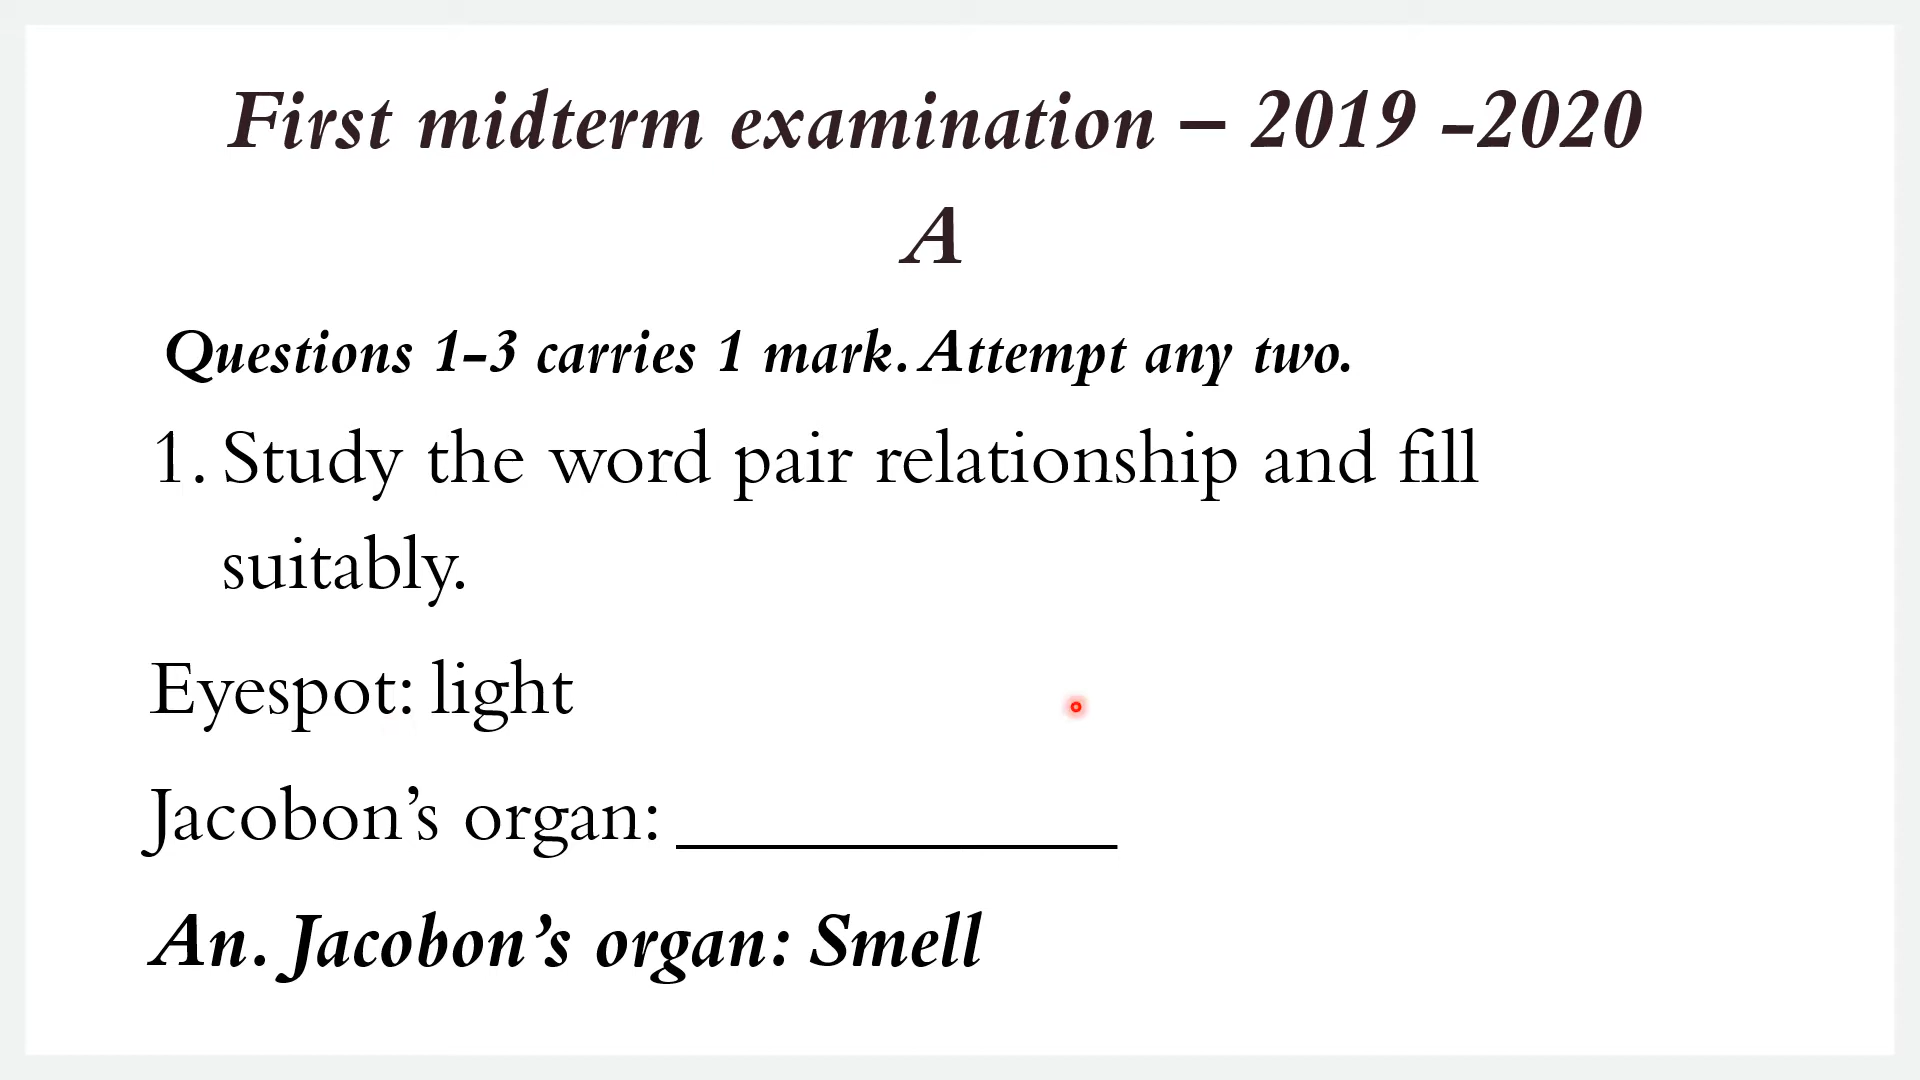 First midterm examination – 2019 -2020
A
Questions 1-3 carries 1 mark. Attempt any two.
1. Study the word pair relationship and fill
suitably.
Eyespot: light
Jacobon’s organ: ____________
An. Jacobon’s organ: Smell